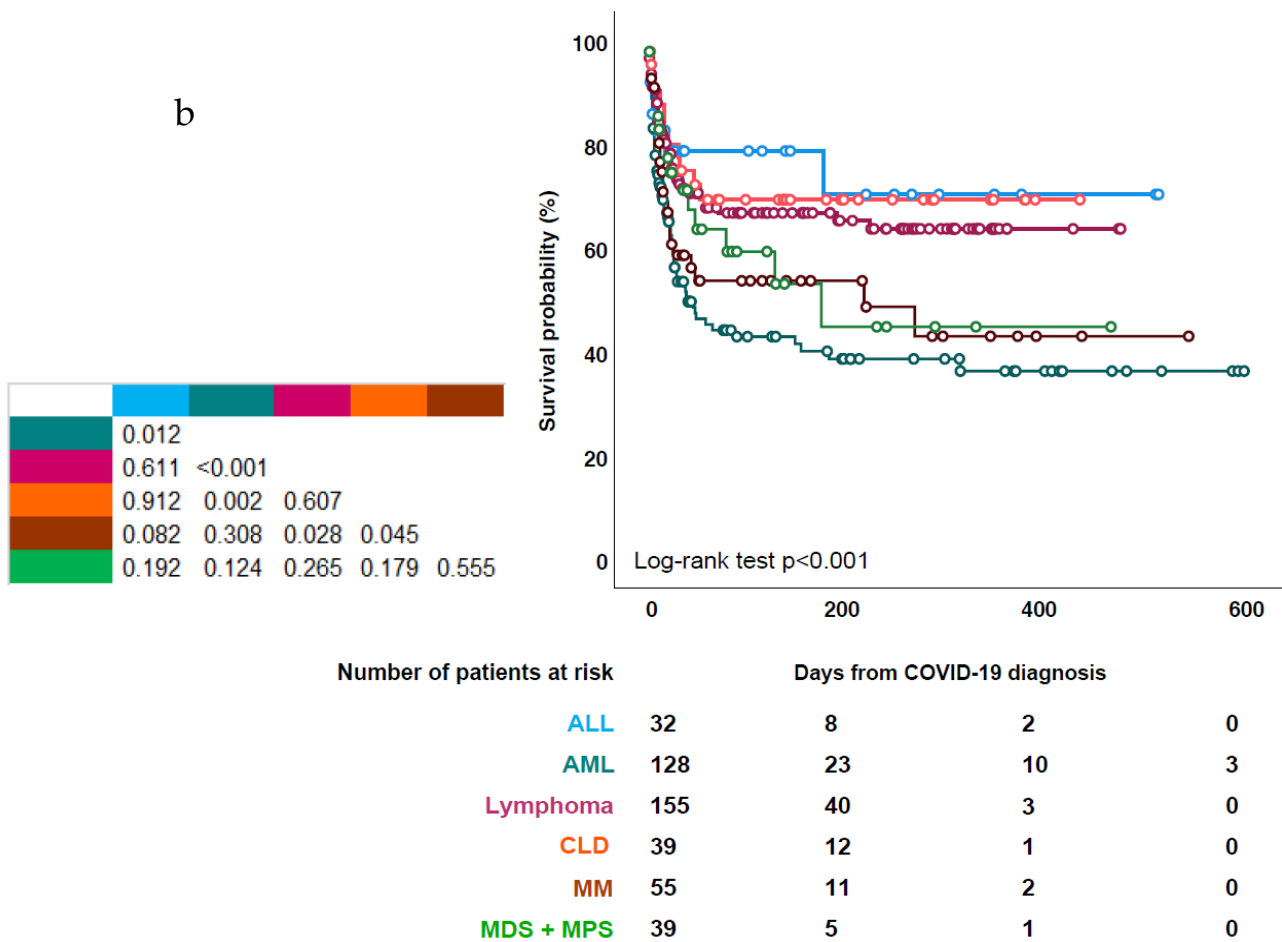 b
Survival probability (%)
100
80
60
40
20
0
Log-rank test p<0.001
0 200 400 600
Days from COVID-19 diagnosis
0.012
0.611 <0.001
0.912 0.002 0.607
0.082 0.308 0.028 0.045
0.192 0.124 0.265 0.179 0.555
Number of patients at risk
ALL 32 8 2 0
AML 128 23 10 3
Lymphoma 155 40 3 0
CLD 39 12 1 0
MM 55 11 2 0
MDS + MPS 39 5 1 0